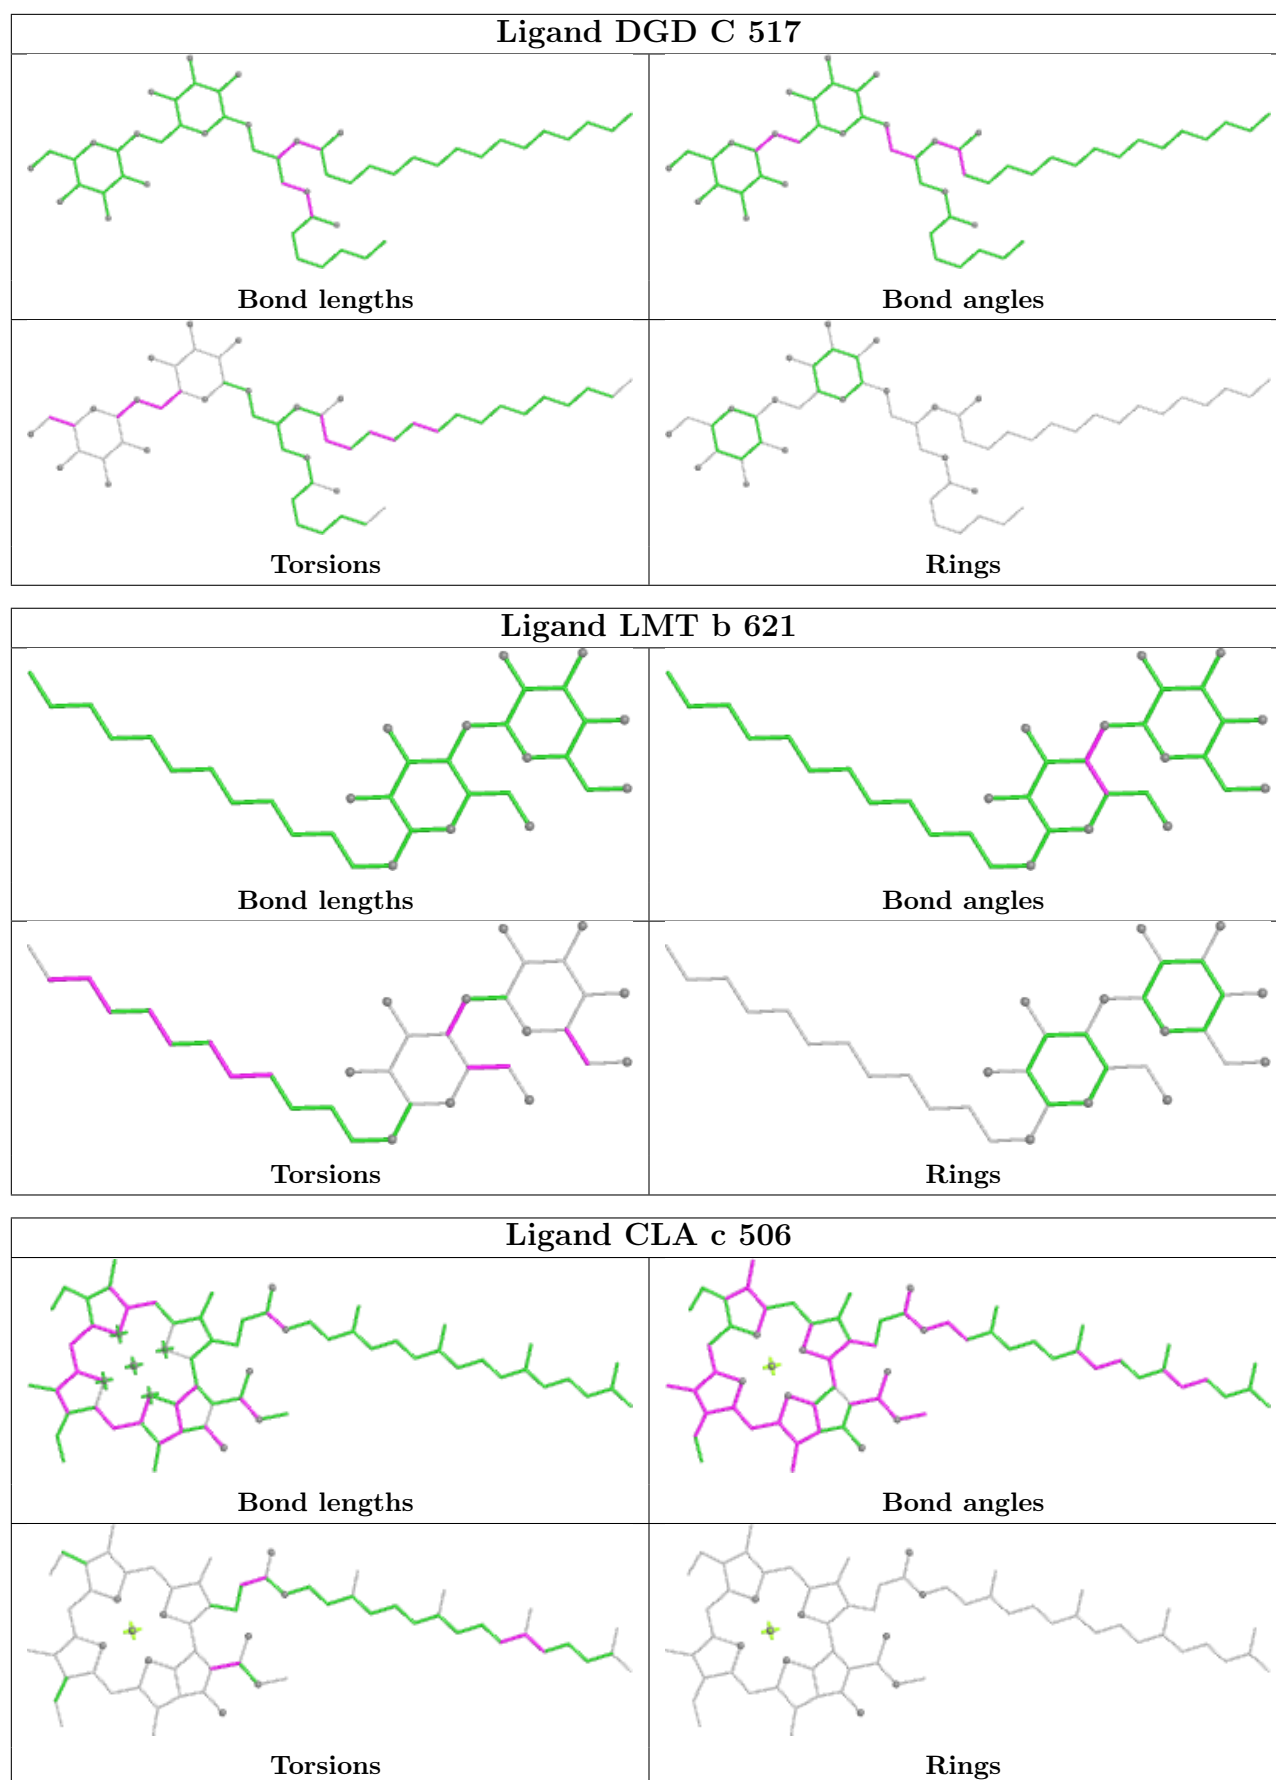 Ligand DGD C 517
Bond lengths
Bond angles
Torsions
Rings
Ligand LMT b 621
Bond lengths
Bond angles
Torsions
Rings
Ligand CLA c 506
Bond lengths
Bond angles
Torsions
Rings